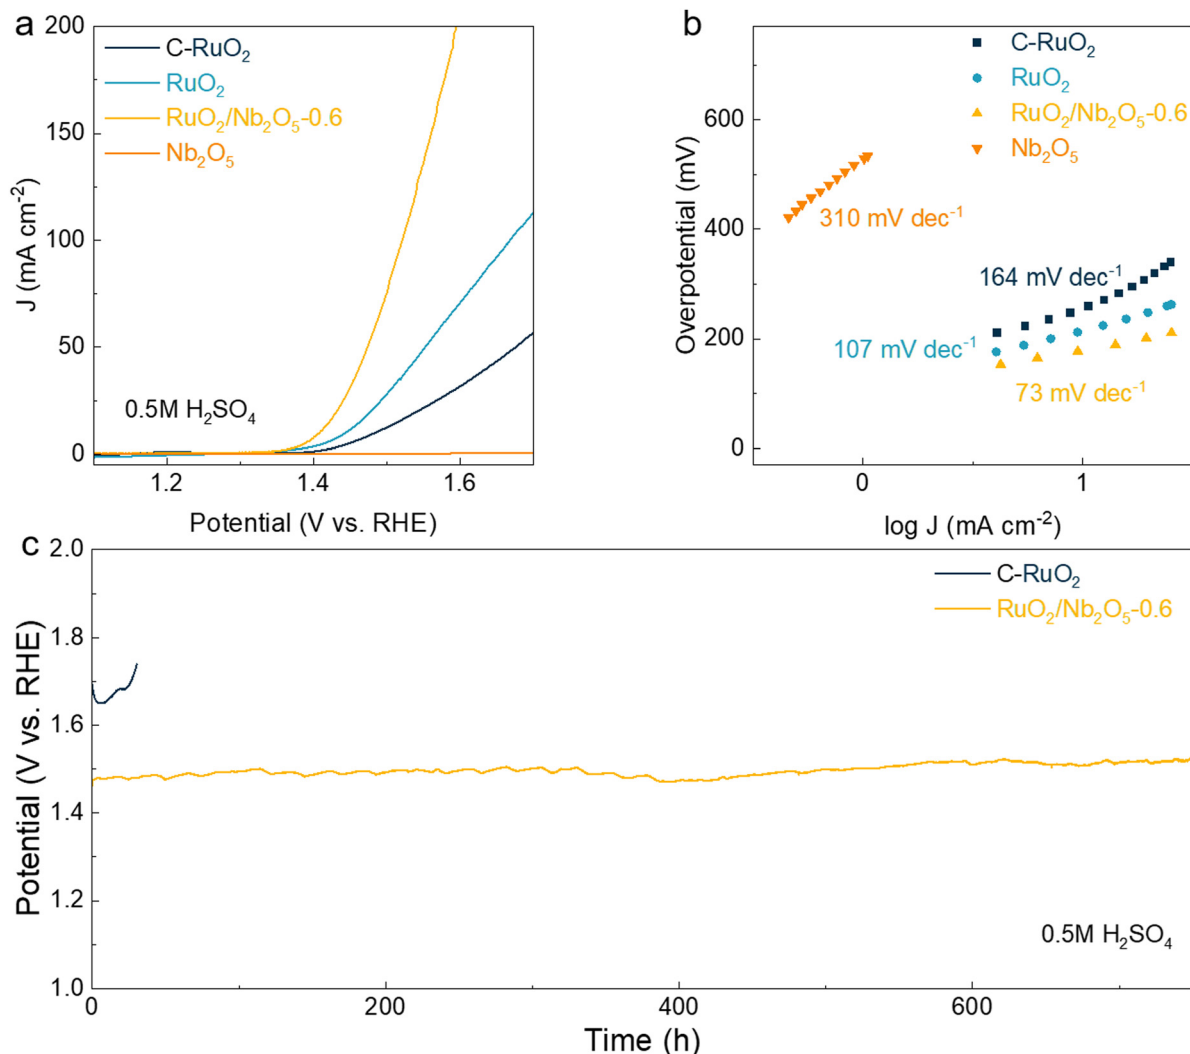 a
200
150
100
50
0
J (mA cm⁻²)
C-RuO₂
RuO₂
RuO₂/Nb₂O₅-0.6
Nb₂O₅
0.5M H₂SO₄
1.2
1.4
1.6
Potential (V vs. RHE)
b
600
400
200
0
Overpotential (mV)
C-RuO₂
RuO₂
RuO₂/Nb₂O₅-0.6
Nb₂O₅
310 mV dec⁻¹
164 mV dec⁻¹
107 mV dec⁻¹
73 mV dec⁻¹
0
1
log J (mA cm⁻²)
c
2.0
1.8
1.6
1.4
1.2
1.0
Potential (V vs. RHE)
C-RuO₂
RuO₂/Nb₂O₅-0.6
0.5M H₂SO₄
0
200
400
600
Time (h)